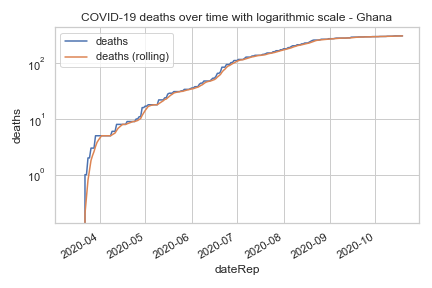 COVID-19 deaths over time with logarithmic scale - Ghana
deaths
deaths (rolling)
10²
10¹
10⁰
deaths
2020-04
2020-05
2020-06
2020-07
2020-08
2020-09
2020-10
dateRep